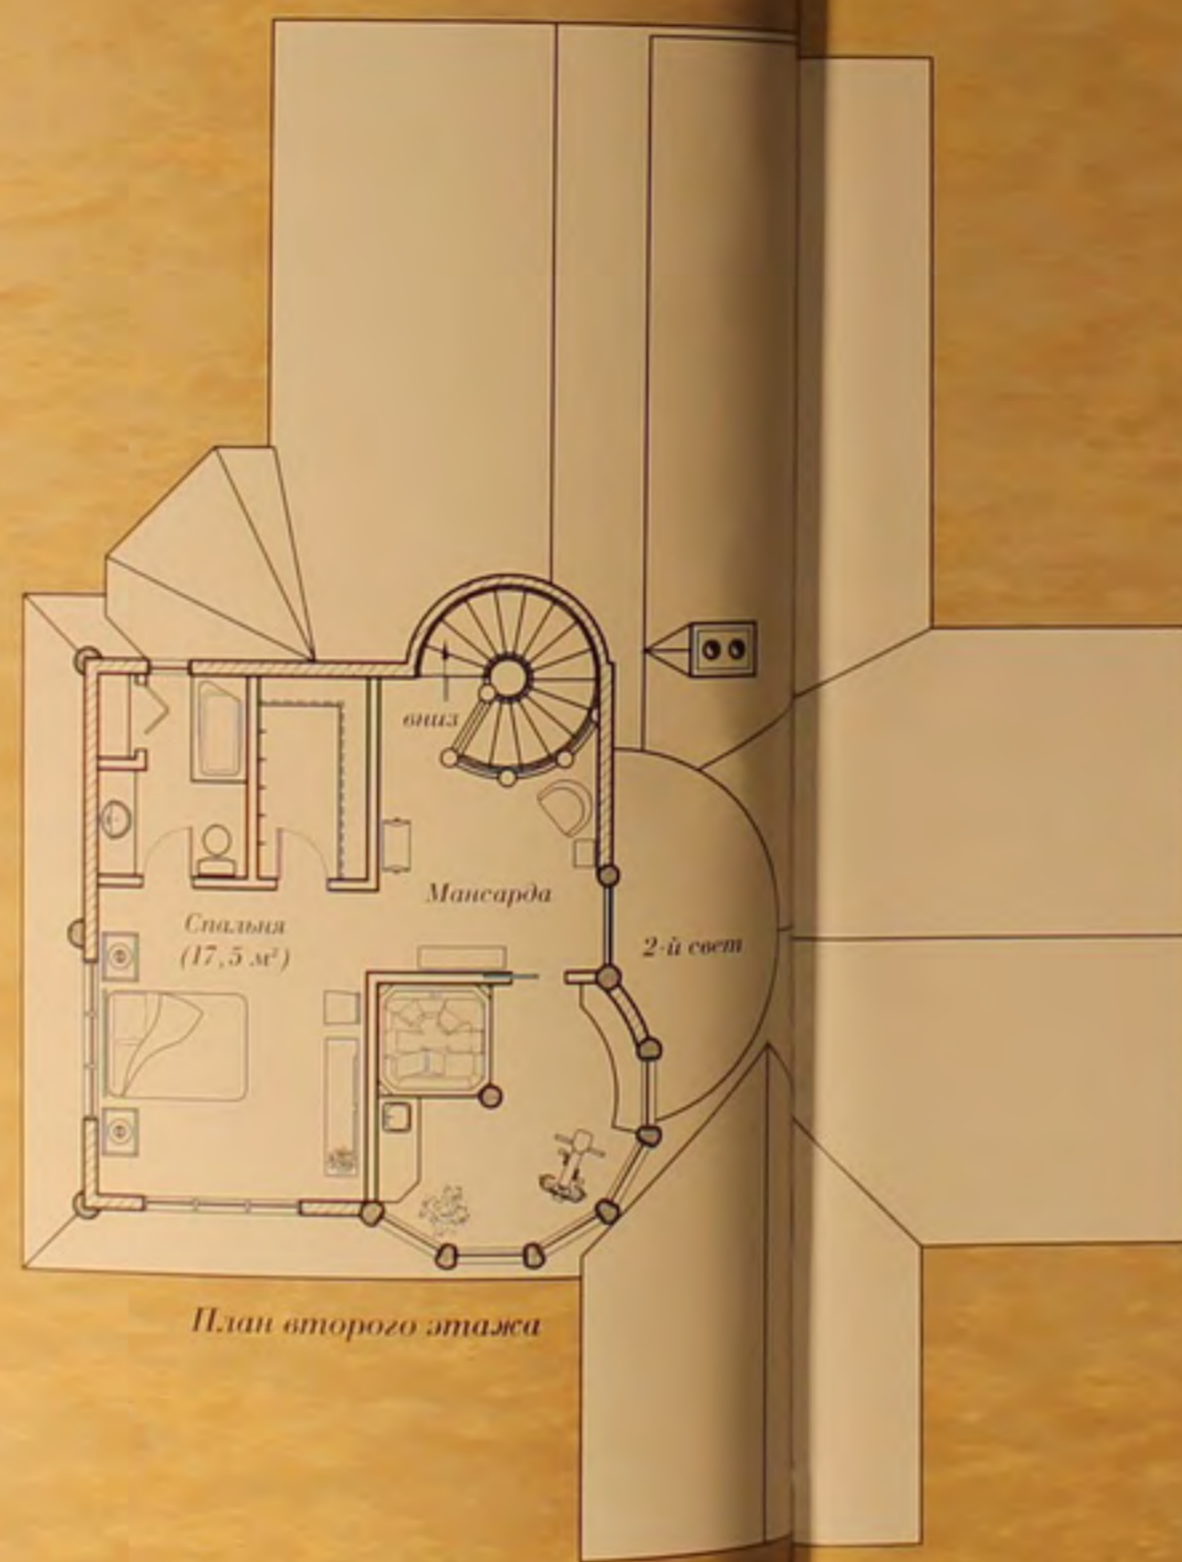 вниз
Мансарда
Спальня
(17,5 м²)
2-й свет
План второго этажа